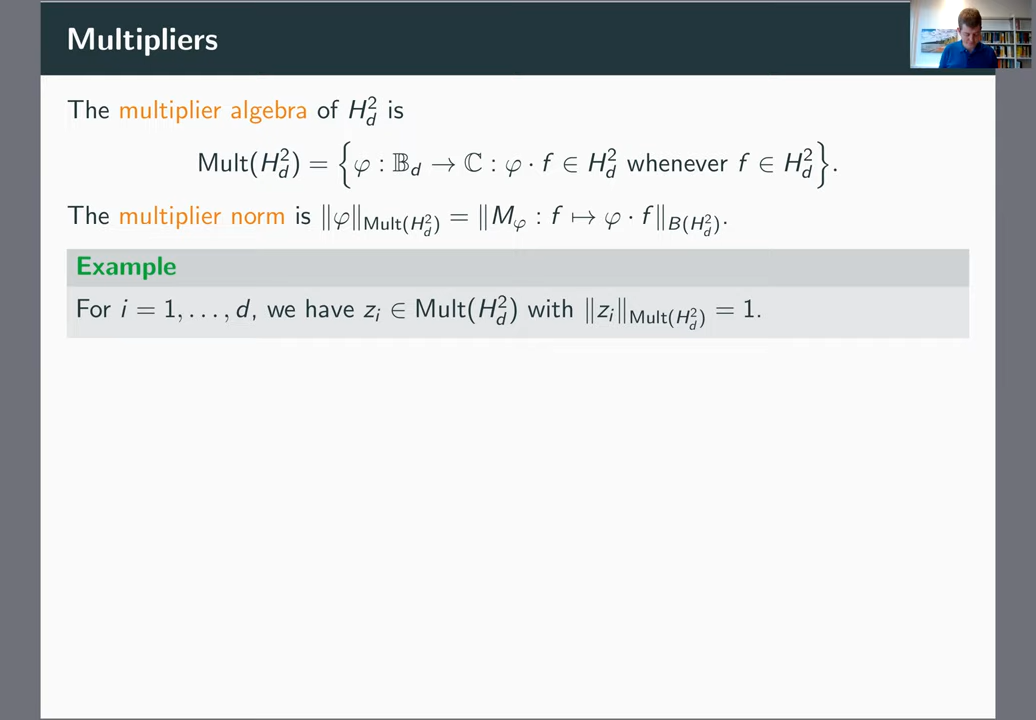 Multipliers
The multiplier algebra of H²_d is
Mult(H²_d) = {φ : 𝔹_d → ℂ : φ · f ∈ H²_d whenever f ∈ H²_d}.
The multiplier norm is ‖φ‖_Mult(H²_d) = ‖M_φ : f ↦ φ · f‖_B(H²_d).
Example
For i = 1, . . . , d, we have z_i ∈ Mult(H²_d) with ‖z_i‖_Mult(H²_d) = 1.